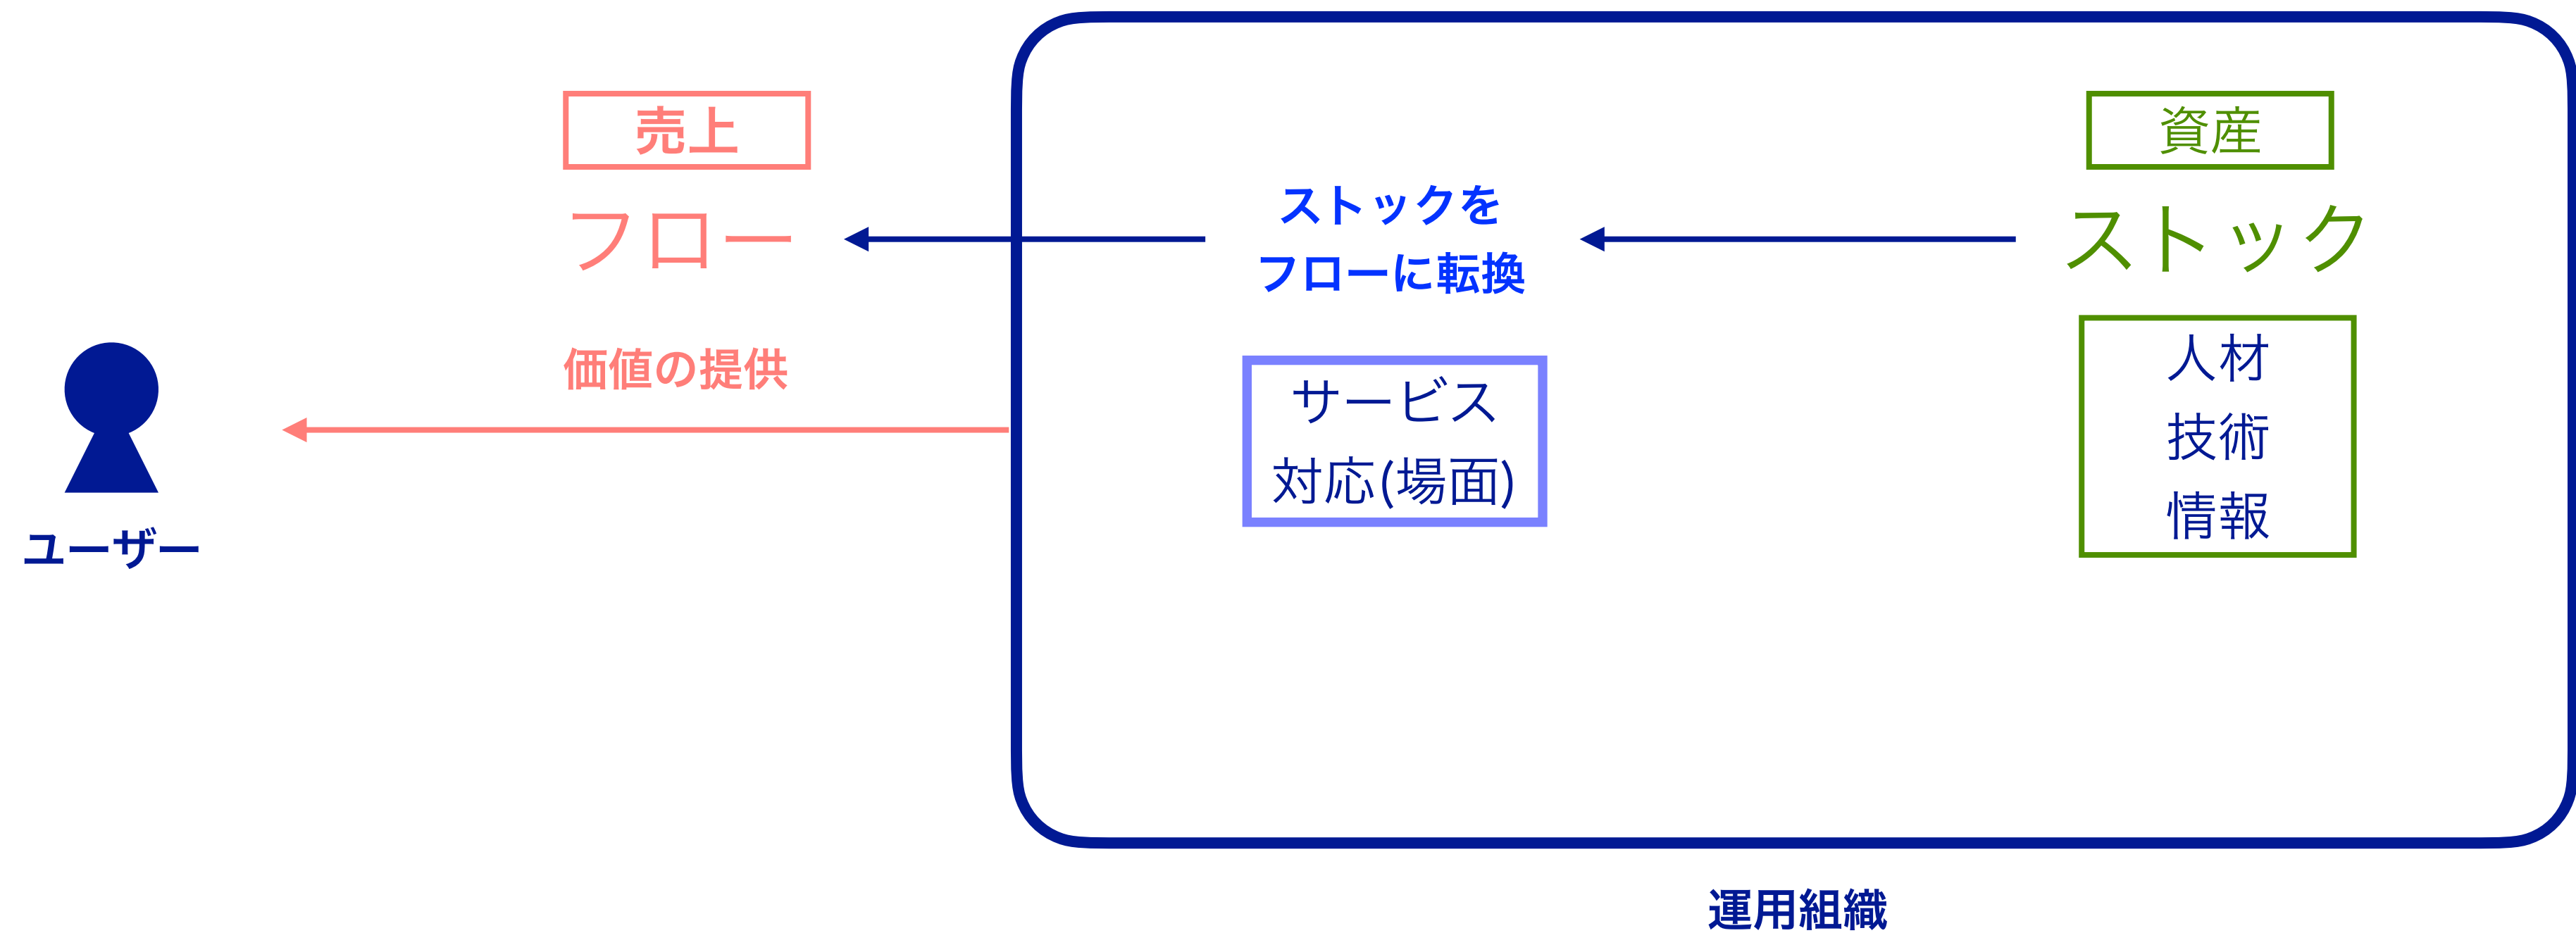 売上
フロー
価値の提供
ユーザー
ストックを
フローに転換
サービス
対応(場面)
資産
ストック
人材
技術
情報
運用組織